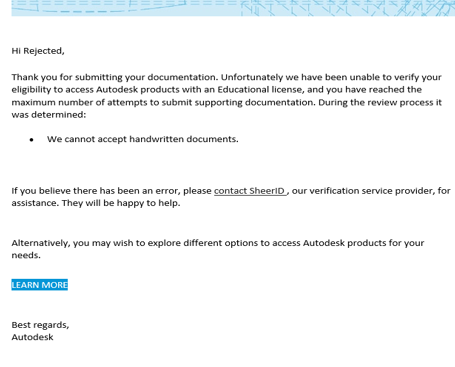 Hi Rejected,
Thank you for submitting your documentation. Unfortunately we have been unable to verify your
eligibility to access Autodesk products with an Educational license, and you have reached the
maximum number of attempts to submit supporting documentation. During the review process it
was determined:
• We cannot accept handwritten documents.
If you believe there has been an error, please contact SheerID , our verification service provider, for
assistance. They will be happy to help.
Alternatively, you may wish to explore different options to access Autodesk products for your
needs.
LEARN MORE
Best regards,
Autodesk